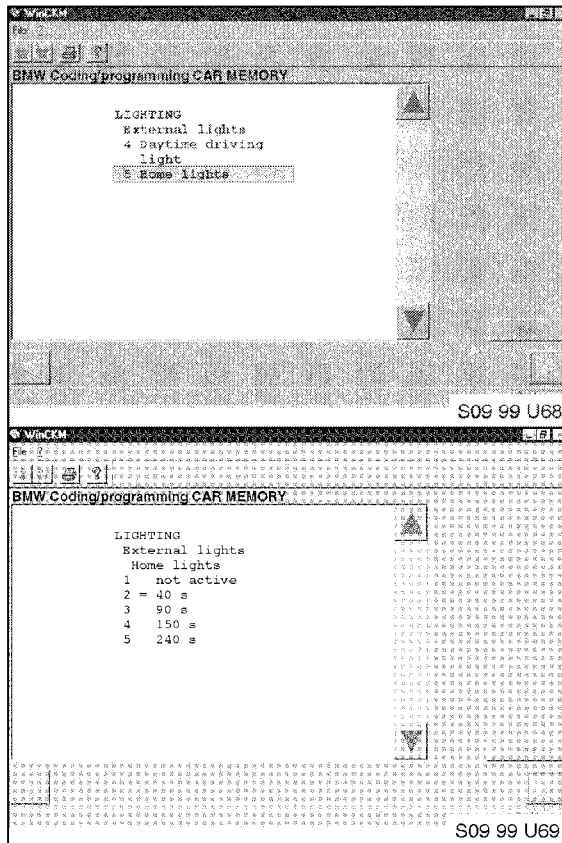 WinCKM
File ?
BMW Coding/programming CAR MEMORY
LIGHTING
External lights
4 Daytime driving
light
5 Home lights
S09 99 U68
WinCKM
File ?
BMW Coding/programming CAR MEMORY
LIGHTING
External lights
Home lights
1 not active
2 = 40 s
3 90 s
4 150 s
5 240 s
S09 99 U69